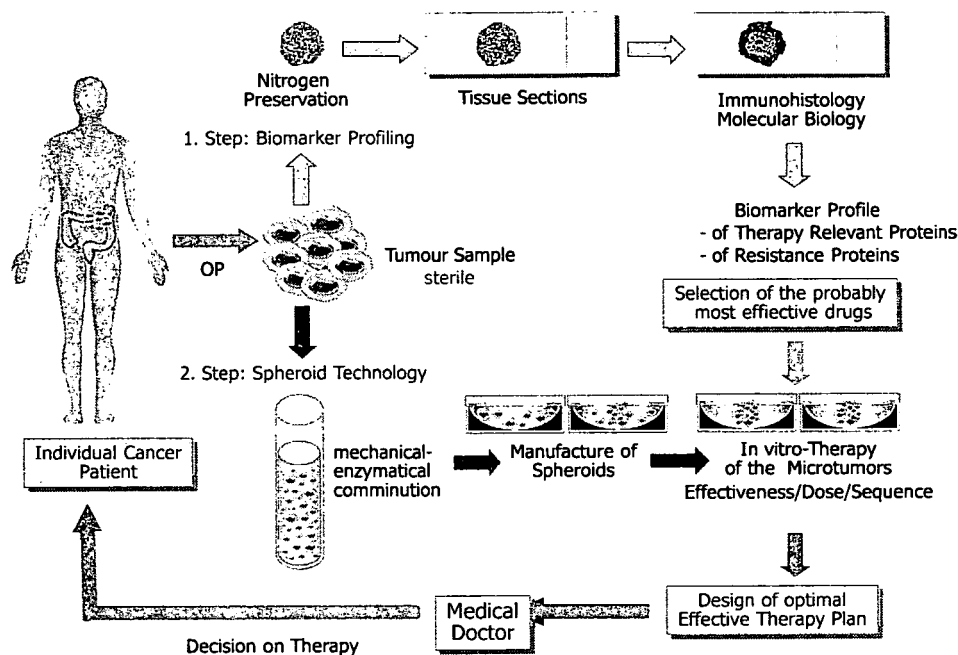 Nitrogen
Preservation
Tissue Sections
Immunohistology
Molecular Biology
1. Step: Biomarker Profiling
Biomarker Profile
- of Therapy Relevant Proteins
- of Resistance Proteins
OP
Tumour Sample
sterile
Selection of the probably
most effiective drugs
2. Step: Spheroid Technology
Individual Cancer
Patient
mechanical-
enzymatical
comminution
Manufacture of
Spheroids
In vitro-Therapy
of the Microtumors
Effectiveness/Dose/Sequence
Design of optimal
Effective Therapy Plan
Medical
Doctor
Decision on Therapy